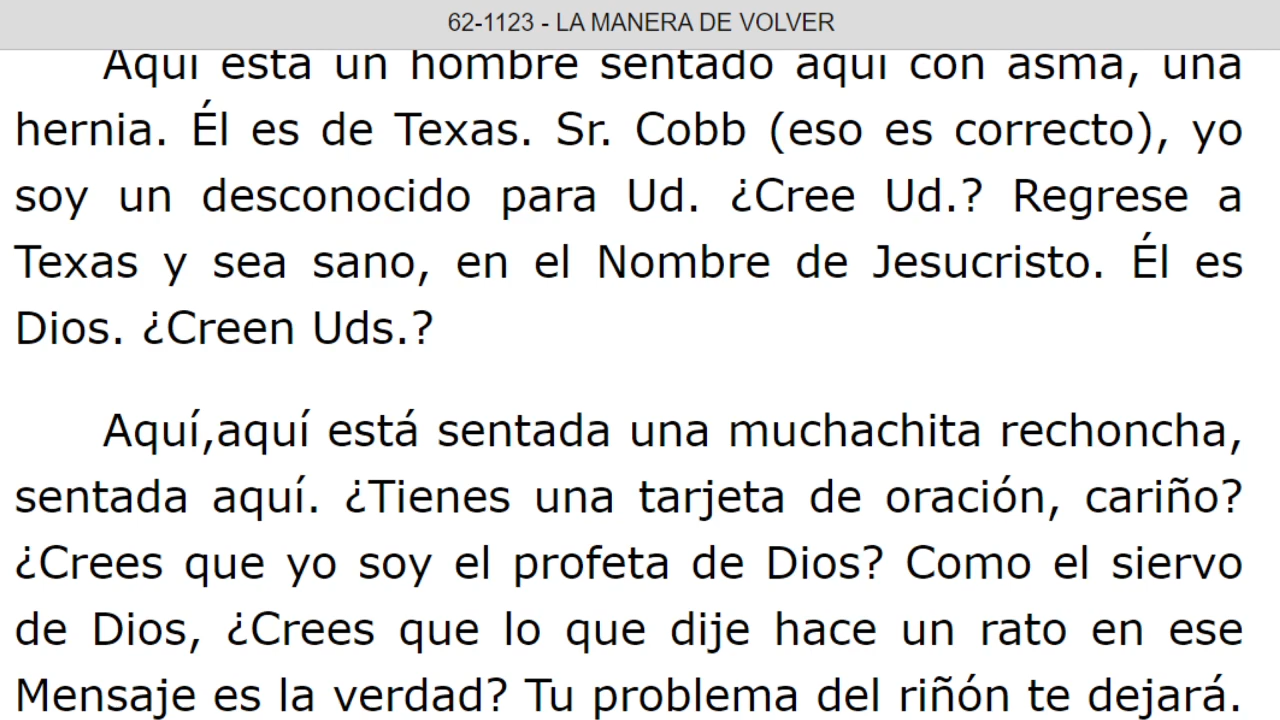 62-1123 - LA MANERA DE VOLVER
Aquí está un hombre sentado aquí con asma, una
hernia. Él es de Texas. Sr. Cobb (eso es correcto), yo
soy un desconocido para Ud. ¿Cree Ud.? Regrese a
Texas y sea sano, en el Nombre de Jesucristo. Él es
Dios. ¿Creen Uds.?
Aquí,aquí está sentada una muchachita rechoncha,
sentada aquí. ¿Tienes una tarjeta de oración, cariño?
¿Crees que yo soy el profeta de Dios? Como el siervo
de Dios, ¿Crees que lo que dije hace un rato en ese
Mensaje es la verdad? Tu problema del riñón te dejará.